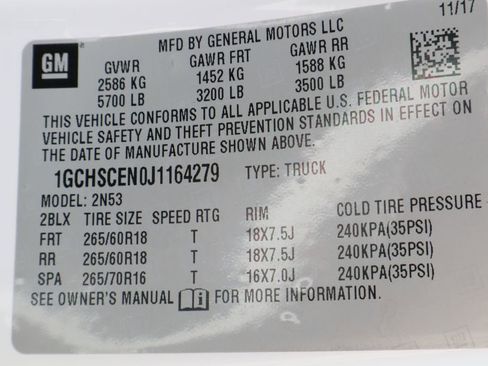 11/17
MFD BY GENERAL MOTORS LLC
GM
GVWR GAWR FRT GAWR RR
2586 KG 1452 KG 1588 KG
5700 LB 3200 LB 3500 LB
THIS VEHICLE CONFORMS TO ALL APPLICABLE U.S. FEDERAL MOTOR
VEHICLE SAFETY AND THEFT PREVENTION STANDARDS IN EFFECT ON
THE DATE OF MANUFACTURE SHOWN ABOVE.
1GCHSCEN0J1164279 TYPE: TRUCK
MODEL: 2N53
2BLX TIRE SIZE SPEED RTG RIM COLD TIRE PRESSURE
FRT 265/60R18 T 18X7.5J 240KPA(35PSI)
RR 265/60R18 T 18X7.5J 240KPA(35PSI)
SPA 265/70R16 T 16X7.0J 240KPA(35PSI)
SEE OWNER'S MANUAL i FOR MORE INFORMATION.